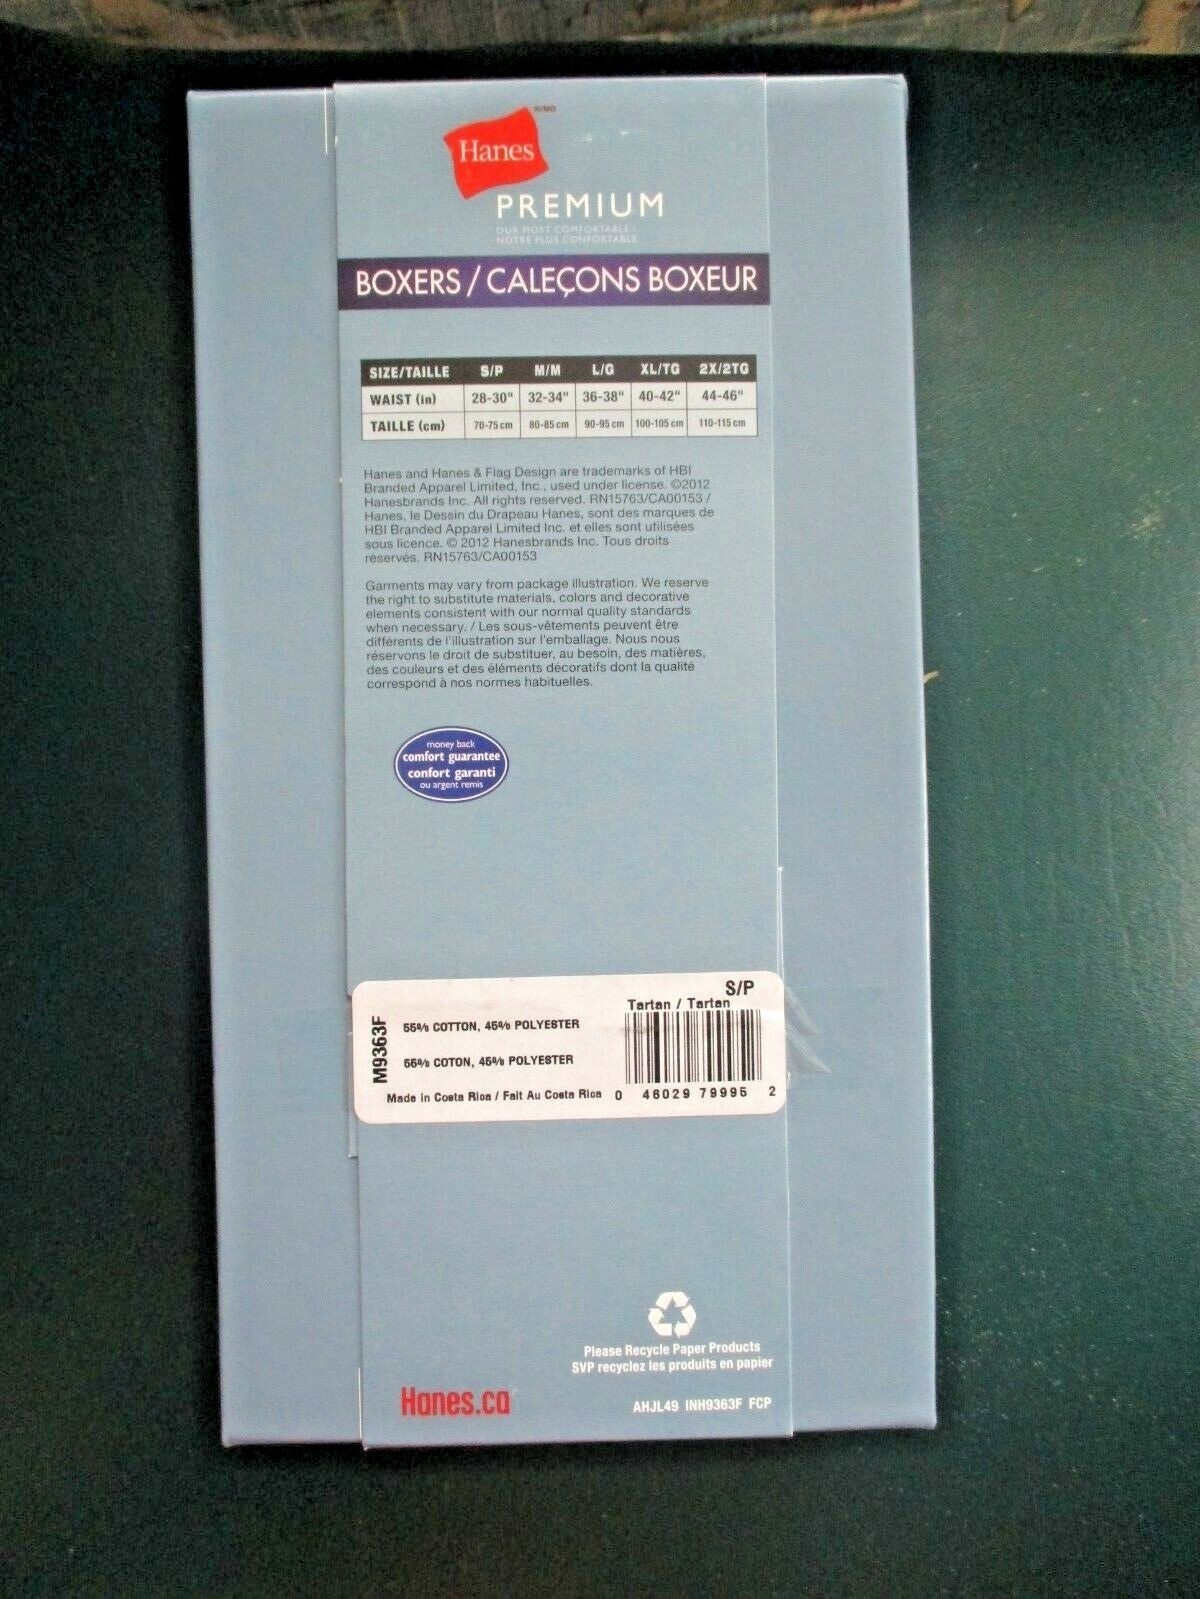 Hanes
R/MD
PREMIUM
OUR MOST COMFORTABLE /
NOTRE PLUS CONFORTABLE
BOXERS / CALEÇONS BOXEUR
SIZE/TAILLE S/P M/M L/G XL/TG 2X/2TG
WAIST (in) 28-30" 32-34" 36-38" 40-42" 44-46"
TAILLE (cm) 70-75 cm 80-85 cm 90-95 cm 100-105 cm 110-115 cm
Hanes and Hanes & Flag Design are trademarks of HBI
Branded Apparel Limited, Inc., used under license. ©2012
Hanesbrands Inc. All rights reserved. RN15763/CA00153 /
Hanes, le Dessin du Drapeau Hanes, sont des marques de
HBI Branded Apparel Limited Inc. et elles sont utilisées
sous licence. © 2012 Hanesbrands Inc. Tous droits
réservés. RN15763/CA00153
Garments may vary from package illustration. We reserve
the right to substitute materials, colors and decorative
elements consistent with our normal quality standards
when necessary. / Les sous-vêtements peuvent être
différents de l'illustration sur l'emballage. Nous nous
réservons le droit de substituer, au besoin, des matières,
des couleurs et des éléments décoratifs dont la qualité
correspond à nos normes habituelles.
money back
comfort guarantee
confort garanti
ou argent remis
S/P
Tartan / Tartan
M9363F
55% COTTON, 45% POLYESTER
55% COTON, 45% POLYESTER
Made in Costa Rica / Fait Au Costa Rica
0 46029 79995 2
Please Recycle Paper Products
SVP recyclez les produits en papier
Hanes.ca
AHJL49 INH9363F FCP